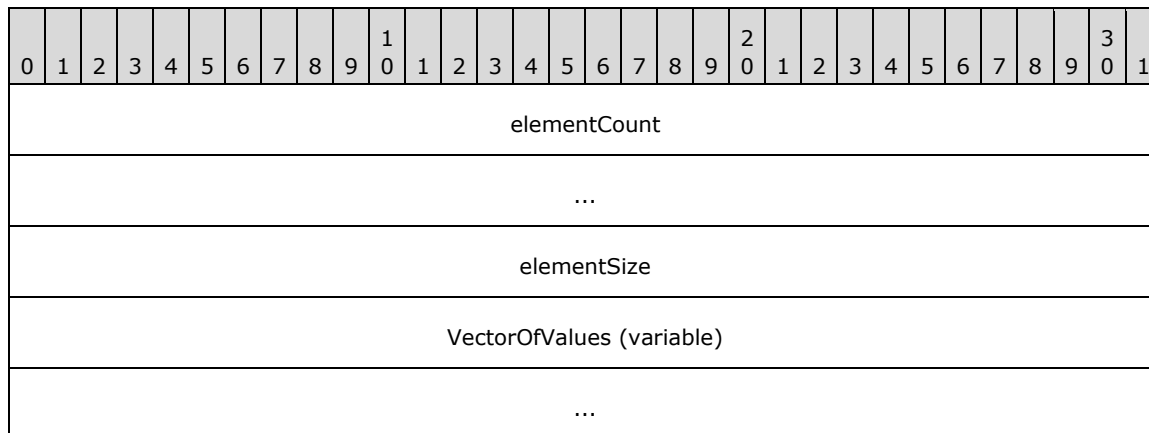 1 2 3
0 1 2 3 4 5 6 7 8 9 0 1 2 3 4 5 6 7 8 9 0 1 2 3 4 5 6 7 8 9 0 1
elementCount
...
elementSize
VectorOfValues (variable)
...